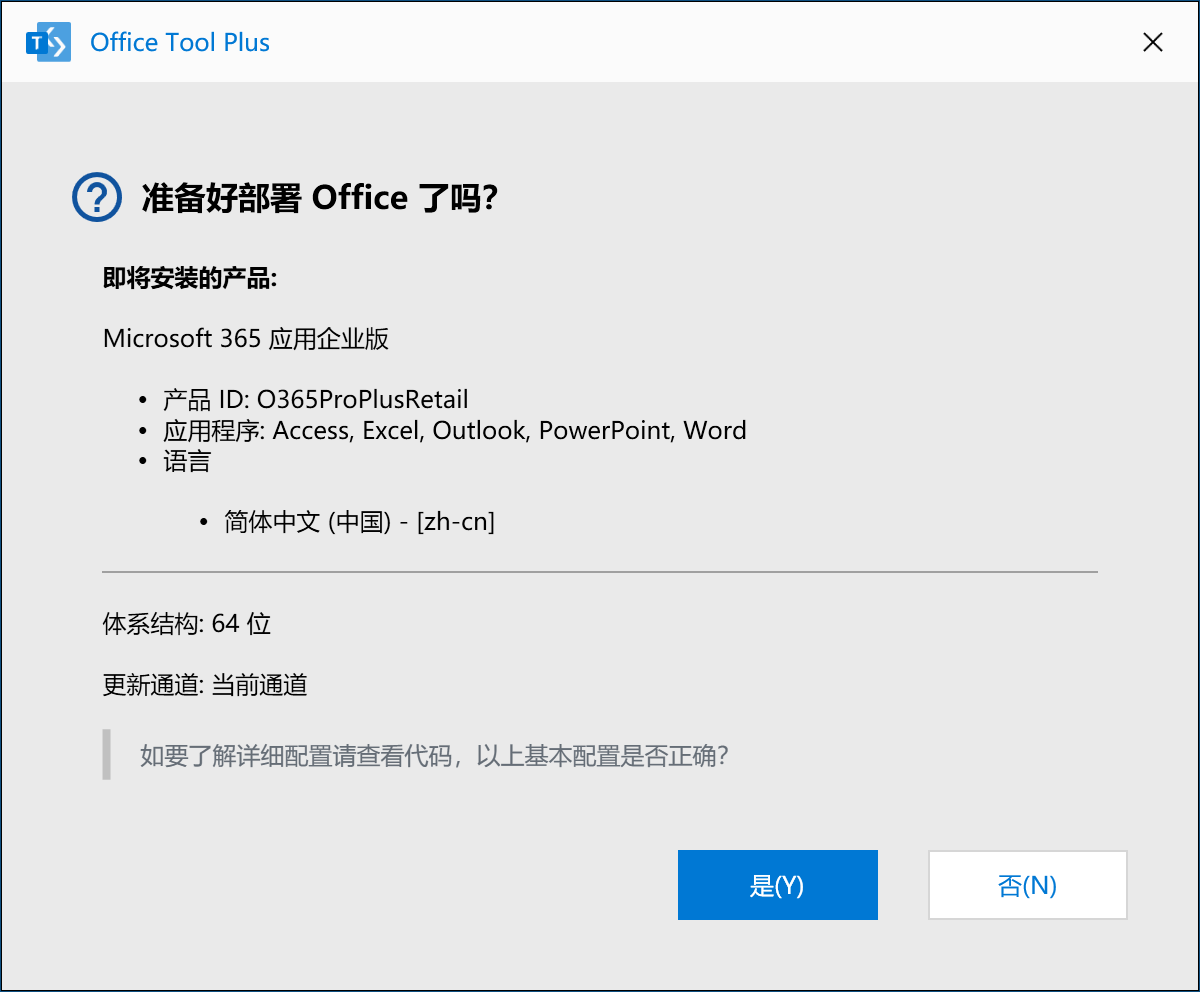 Office Tool Plus
准备好部署 Office 了吗?
即将安装的产品:
Microsoft 365 应用企业版
• 产品 ID: O365ProPlusRetail
• 应用程序: Access, Excel, Outlook, PowerPoint, Word
• 语言
• 简体中文 (中国) - [zh-cn]
体系结构: 64 位
更新通道: 当前通道
如要了解详细配置请查看代码，以上基本配置是否正确?
是(Y)
否(N)